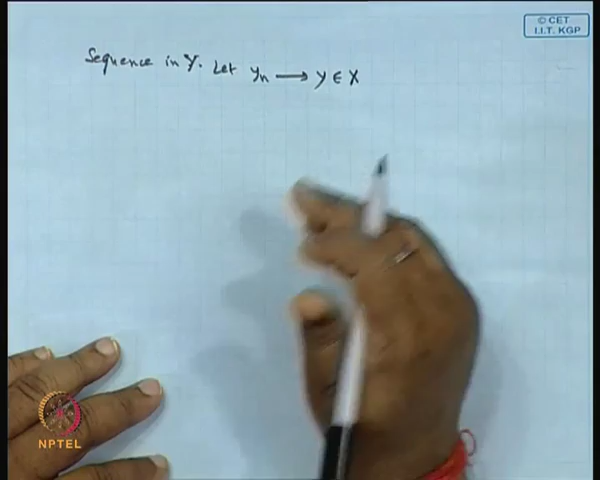 © CET
I.I.T. KGP
Sequence in Y. Let yn ⟶ y ∈ X
NPTEL